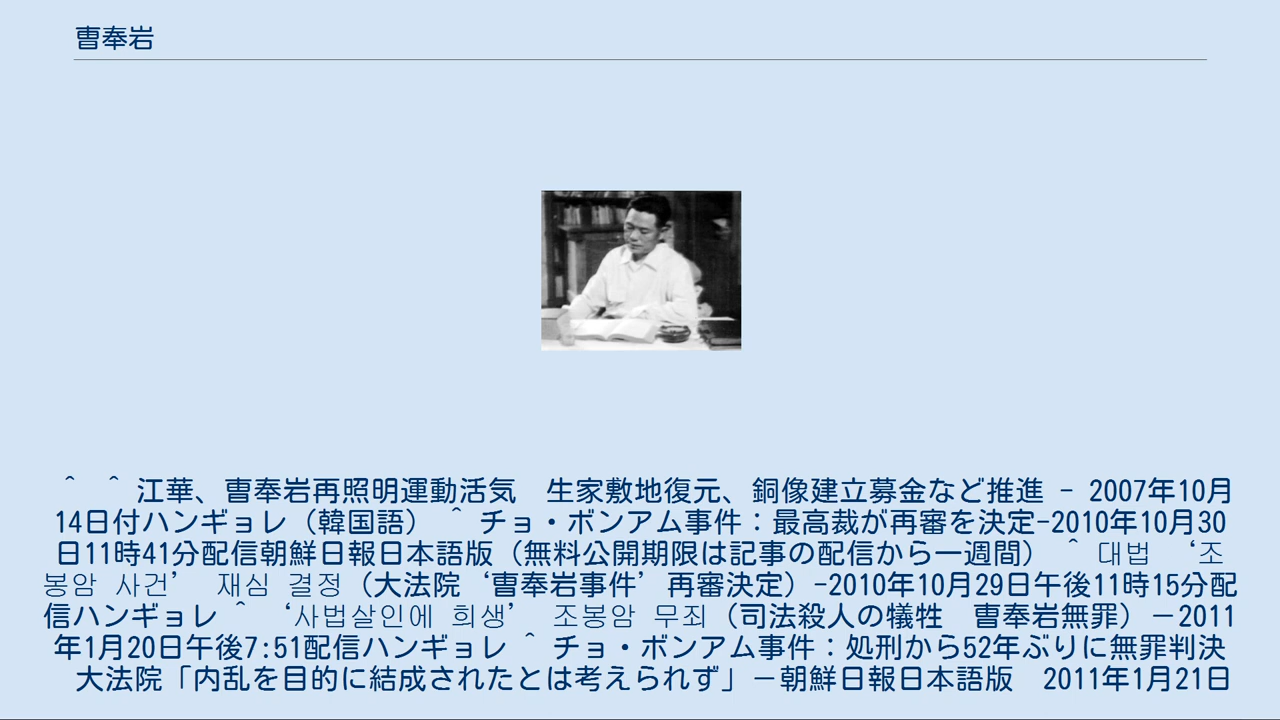 曺奉岩
＾ ＾ 江華、曺奉岩再照明運動活気　生家敷地復元、銅像建立募金など推進 - 2007年10月
14日付ハンギョレ（韓国語） ＾ チョ・ボンアム事件：最高裁が再審を決定-2010年10月30
日11時41分配信朝鮮日報日本語版（無料公開期限は記事の配信から一週間） ＾ 대법 ‘조
봉암 사건’ 재심 결정（大法院‘曺奉岩事件’再審決定）-2010年10月29日午後11時15分配
信ハンギョレ ＾ ‘사법살인에 희생’ 조봉암 무죄（司法殺人の犠牲　曺奉岩無罪）－2011
年1月20日午後7:51配信ハンギョレ ＾ チョ・ボンアム事件：処刑から52年ぶりに無罪判決
大法院「内乱を目的に結成されたとは考えられず」－朝鮮日報日本語版　2011年1月21日